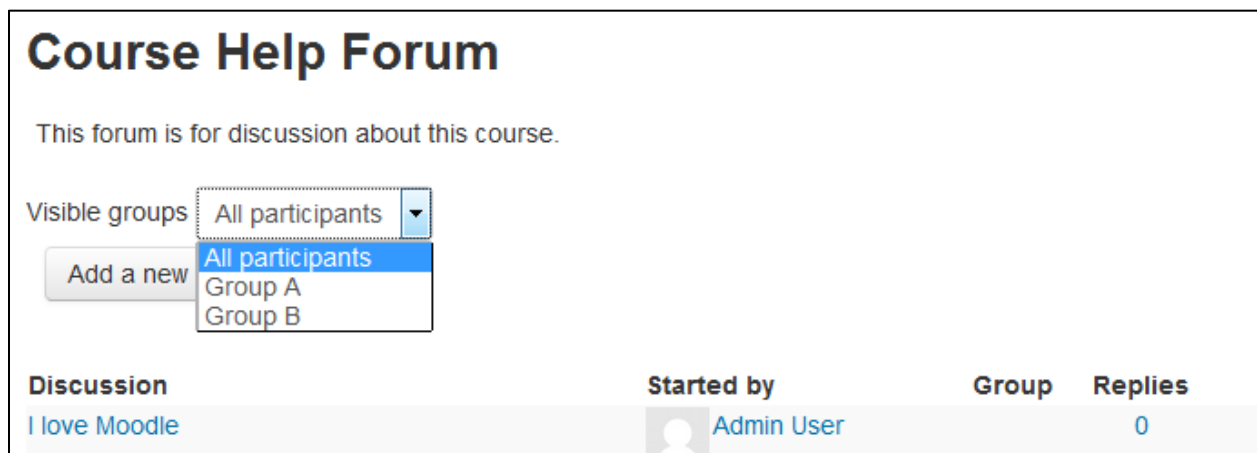 Course Help Forum
This forum is for discussion about this course.
Visible groups All participants
All participants
Add a new
Group A
Group B
Discussion Started by Group Replies
I love Moodle Admin User 0